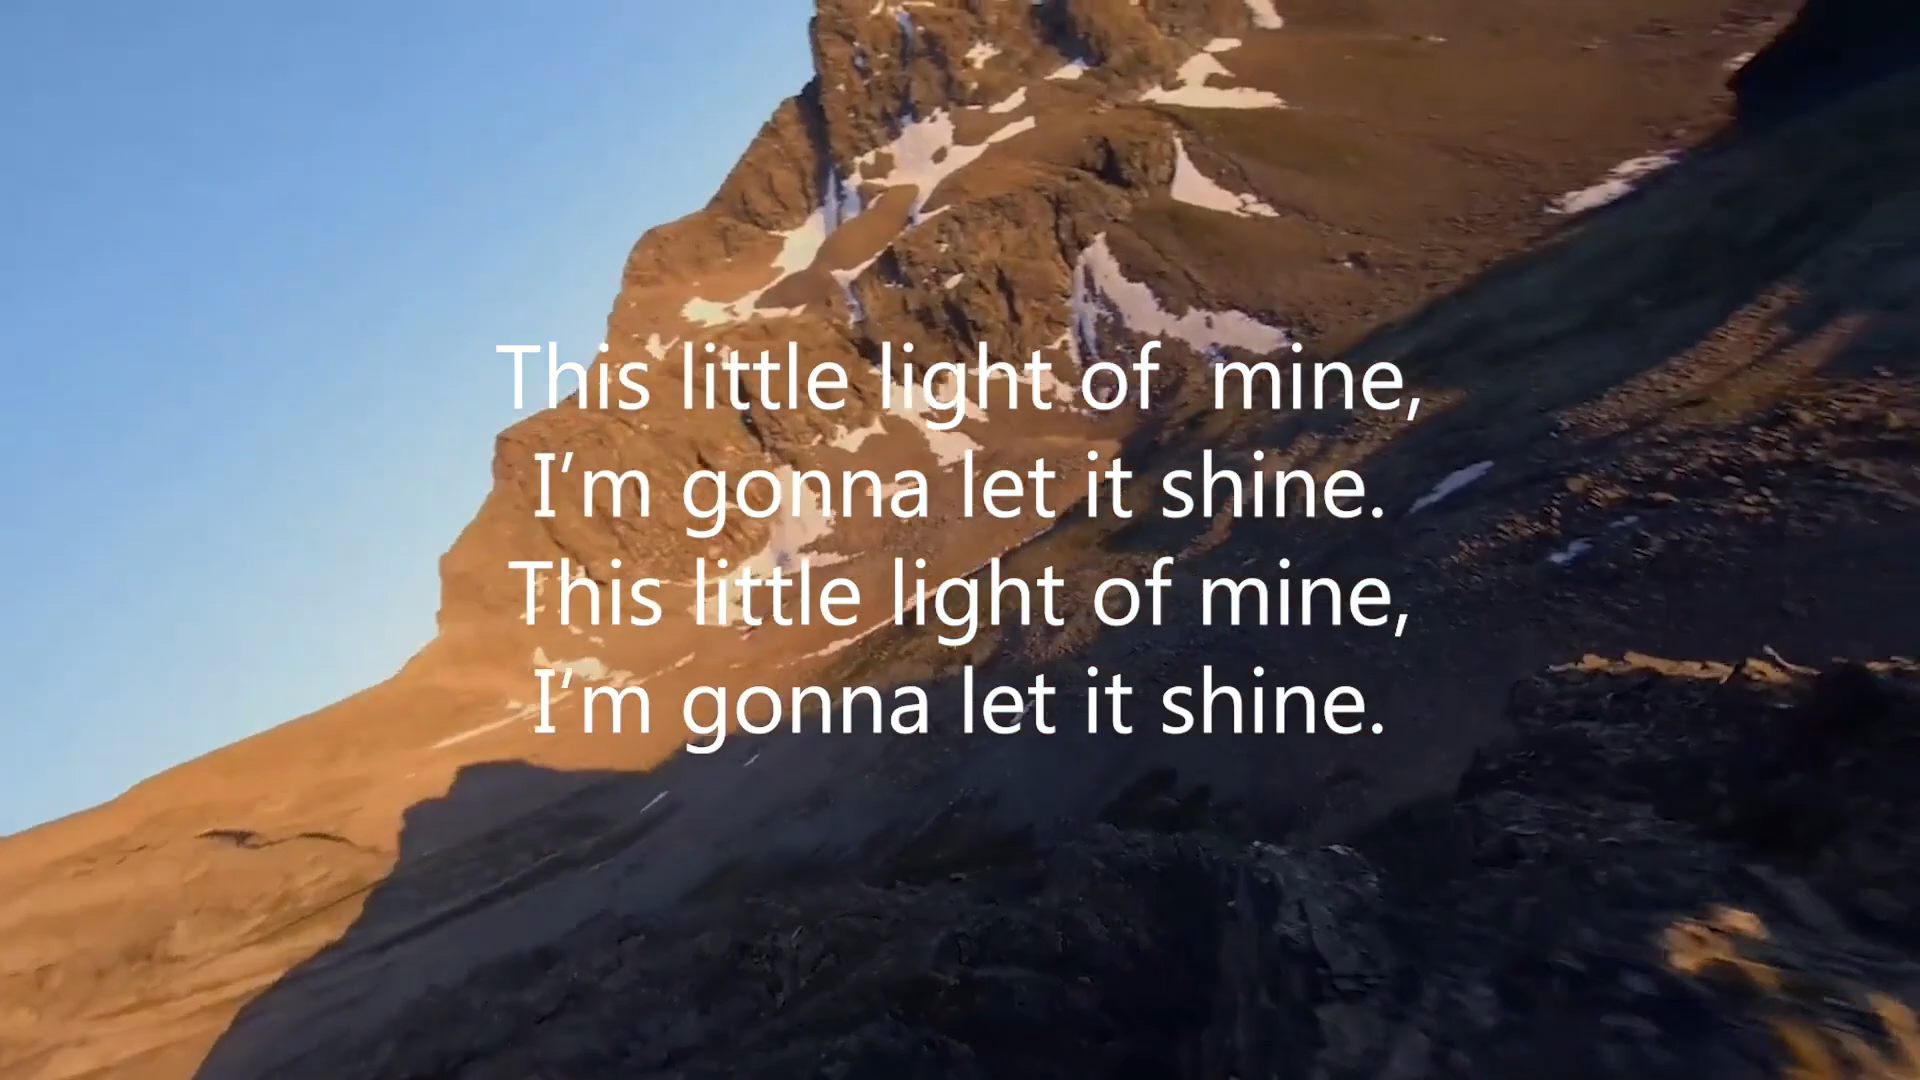 This little light of  mine,
I’m gonna let it shine.
This little light of mine,
I’m gonna let it shine.